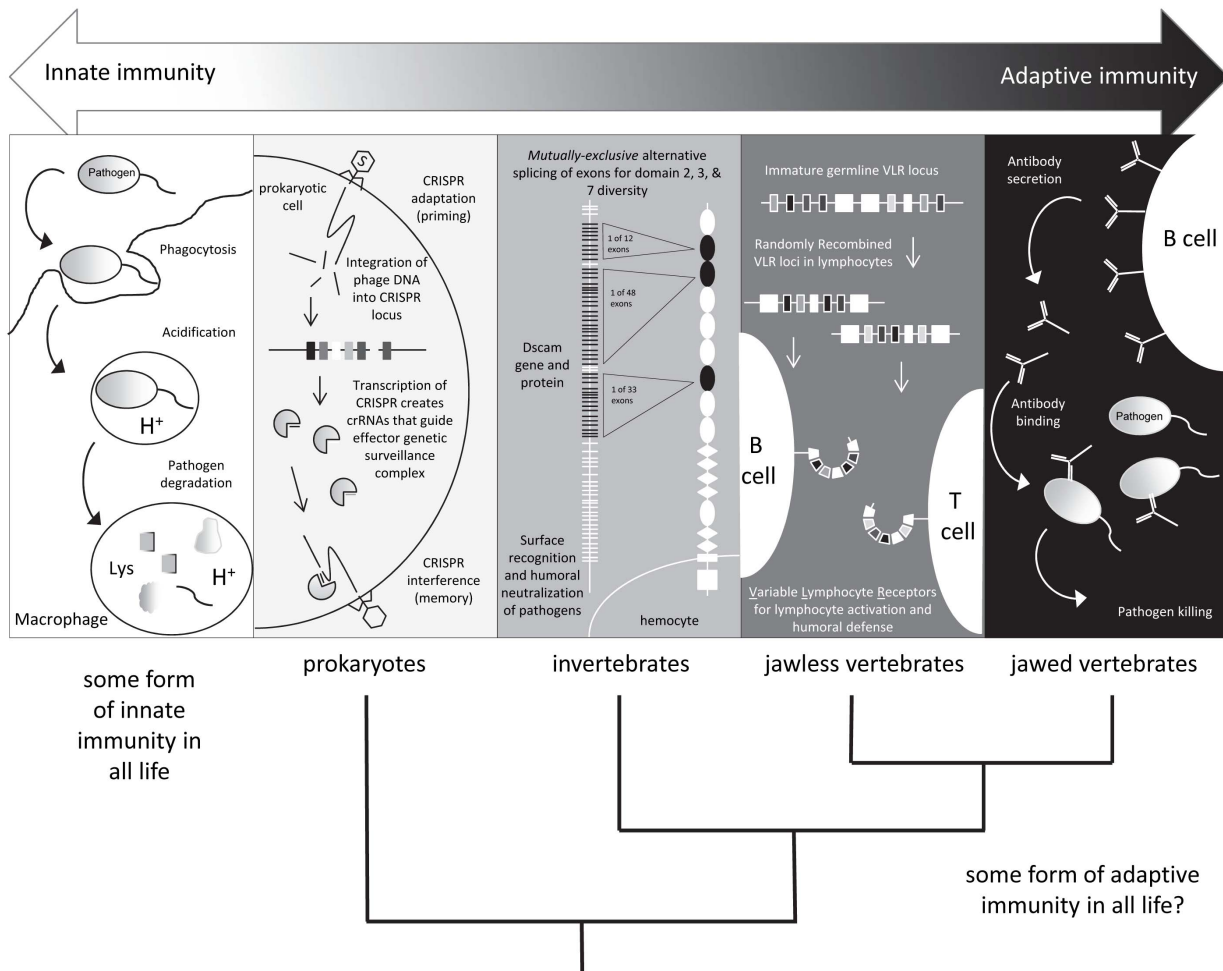 Innate immunity
Adaptive immunity
Pathogen
Phagocytosis
Acidification
H+
Pathogen
degradation
Lys
H+
Macrophage
S
prokaryotic
cell
CRISPR
adaptation
(priming)
Integration of
phage DNA
into CRISPR
locus
Transcription of
CRISPR creates
crRNAs that guide
effector genetic
surveillance
complex
CRISPR
interference
(memory)
Mutually-exclusive alternative
splicing of exons for domain 2, 3, &
7 diversity
1 of 12
exons
1 of 48
exons
Dscam
gene and
protein
1 of 33
exons
Surface
recognition
and humoral
neutralization
of pathogens
hemocyte
Immature germline VLR locus
Randomly Recombined
VLR loci in lymphocytes
B
cell
T
cell
Variable Lymphocyte Receptors
for lymphocyte activation and
humoral defense
Antibody
secretion
B cell
Antibody
binding
Pathogen
Pathogen killing
some form
of innate
immunity in
all life
prokaryotes
invertebrates
jawless vertebrates
jawed vertebrates
some form of adaptive
immunity in all life?